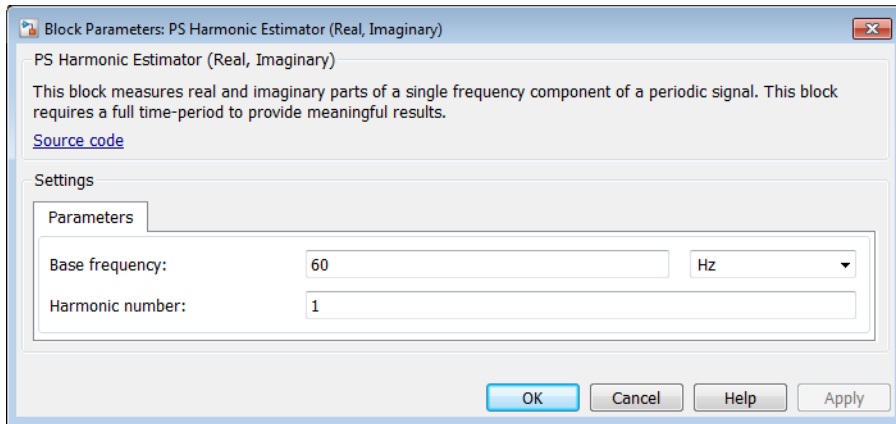 Block Parameters: PS Harmonic Estimator (Real, Imaginary)
PS Harmonic Estimator (Real, Imaginary)
This block measures real and imaginary parts of a single frequency component of a periodic signal. This block
requires a full time-period to provide meaningful results.
Source code
Settings
Parameters
Base frequency: 60 Hz
Harmonic number: 1
OK Cancel Help Apply